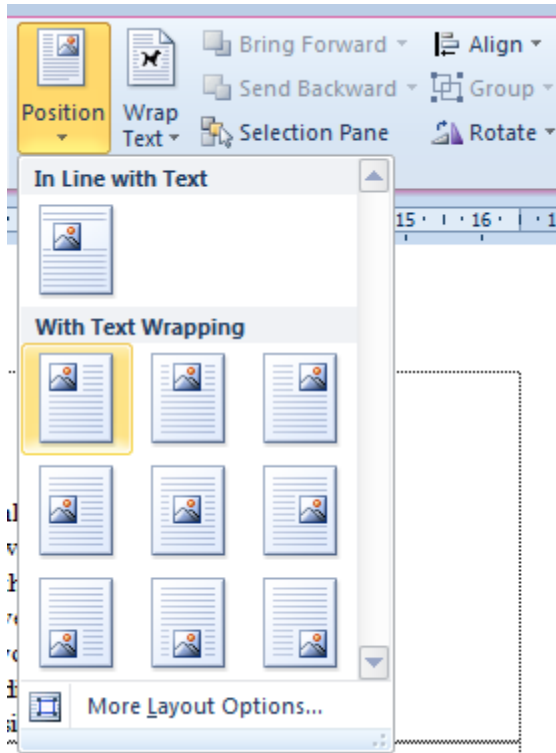 Bring Forward
Align
Send Backward
Group
Position
Wrap Text
Selection Pane
Rotate
In Line with Text
15 16
With Text Wrapping
More Layout Options...